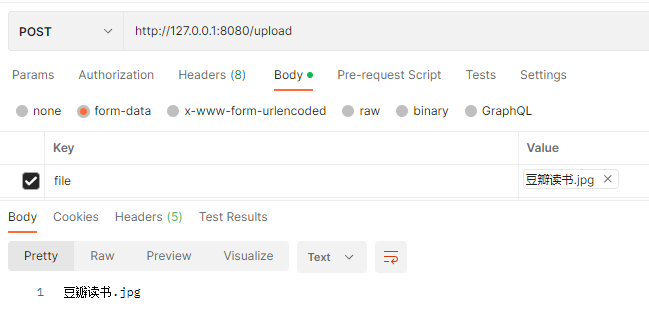 POST http://127.0.0.1:8080/upload
Params Authorization Headers (8) Body Pre-request Script Tests Settings
none form-data x-www-form-urlencoded raw binary GraphQL
Key Value
file 豆瓣读书.jpg
Body Cookies Headers (5) Test Results
Pretty Raw Preview Visualize Text
1 豆瓣读书.jpg